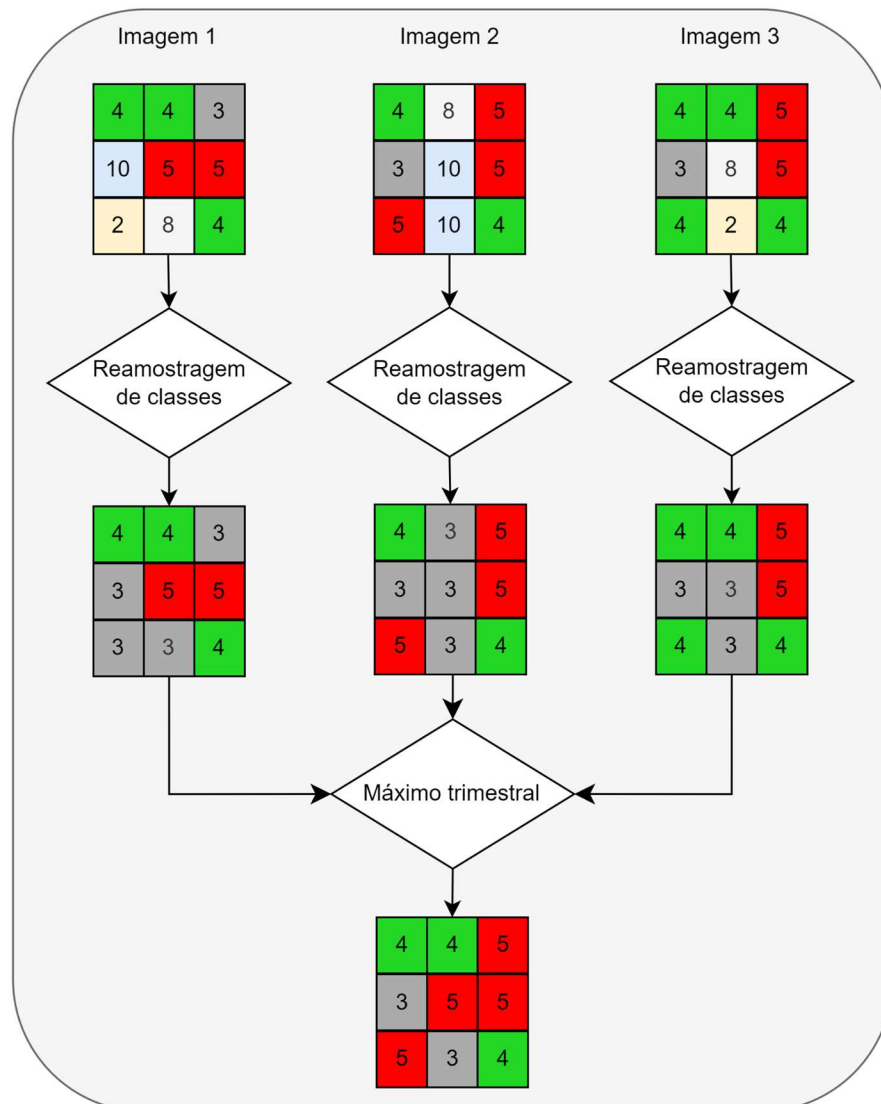 Imagem 1 Imagem 2 Imagem 3
4 4 3 4 8 5 4 4 5
10 5 5 3 10 5 3 8 5
2 8 4 5 10 4 4 2 4
Reamostragem Reamostragem Reamostragem
de classes de classes de classes
4 4 3 4 3 5 4 4 5
3 5 5 3 3 5 3 3 5
3 3 4 5 3 4 4 3 4
Máximo trimestral
4 4 5
3 5 5
5 3 4